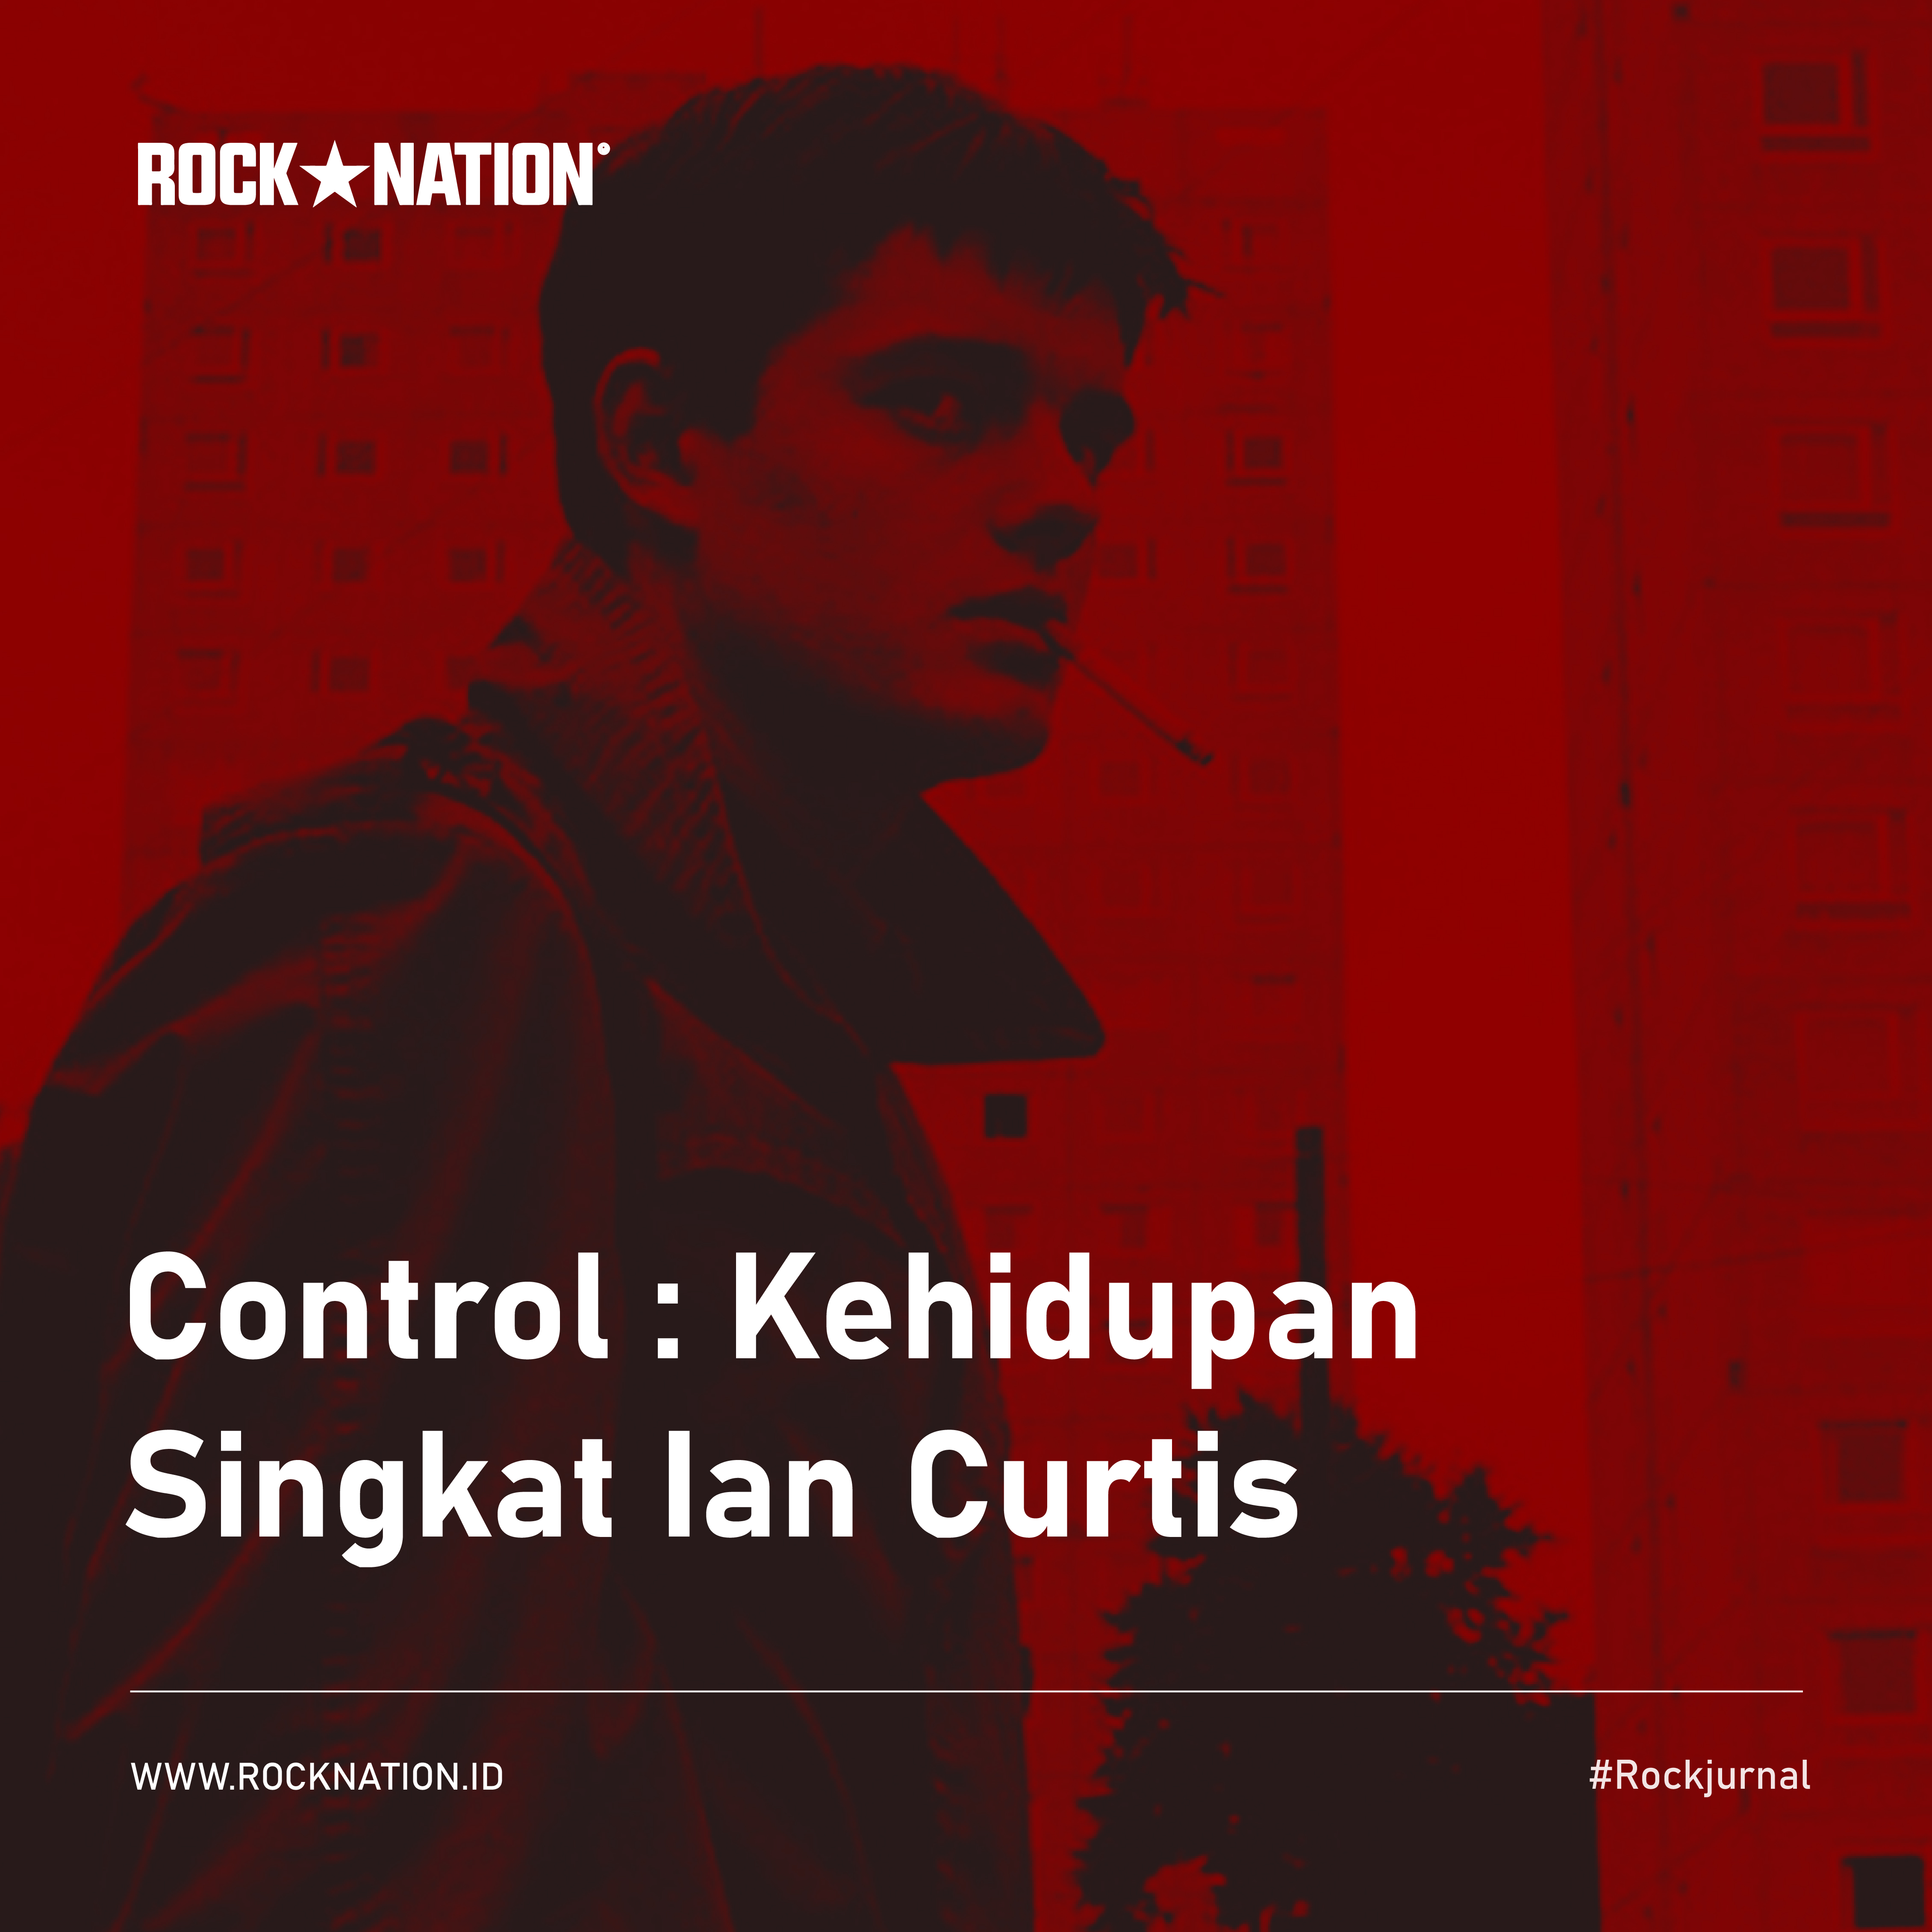 ROCK★NATION
Control : Kehidupan
Singkat Ian Curtis
WWW.ROCKNATION.ID
#Rockjurnal